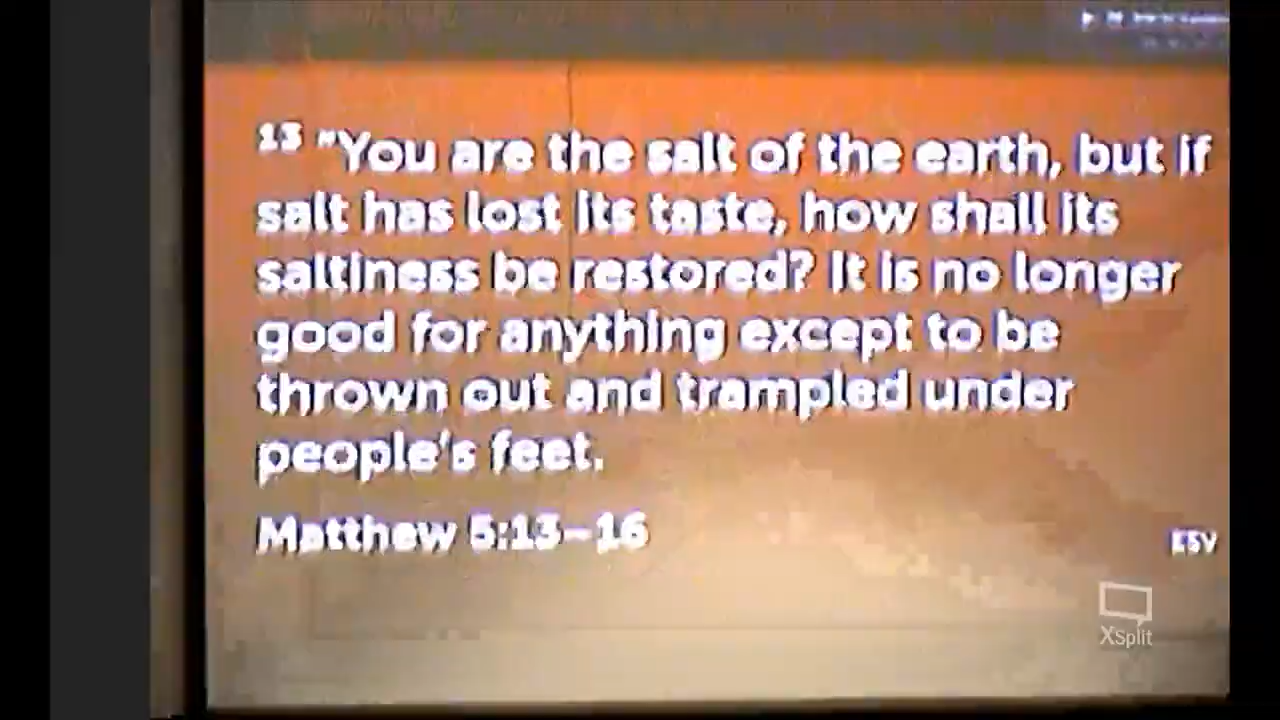 13 "You are the salt of the earth, but if
salt has lost its taste, how shall its
saltiness be restored? It is no longer
good for anything except to be
thrown out and trampled under
people's feet.
Matthew 5:13–16
ESV
XSplit